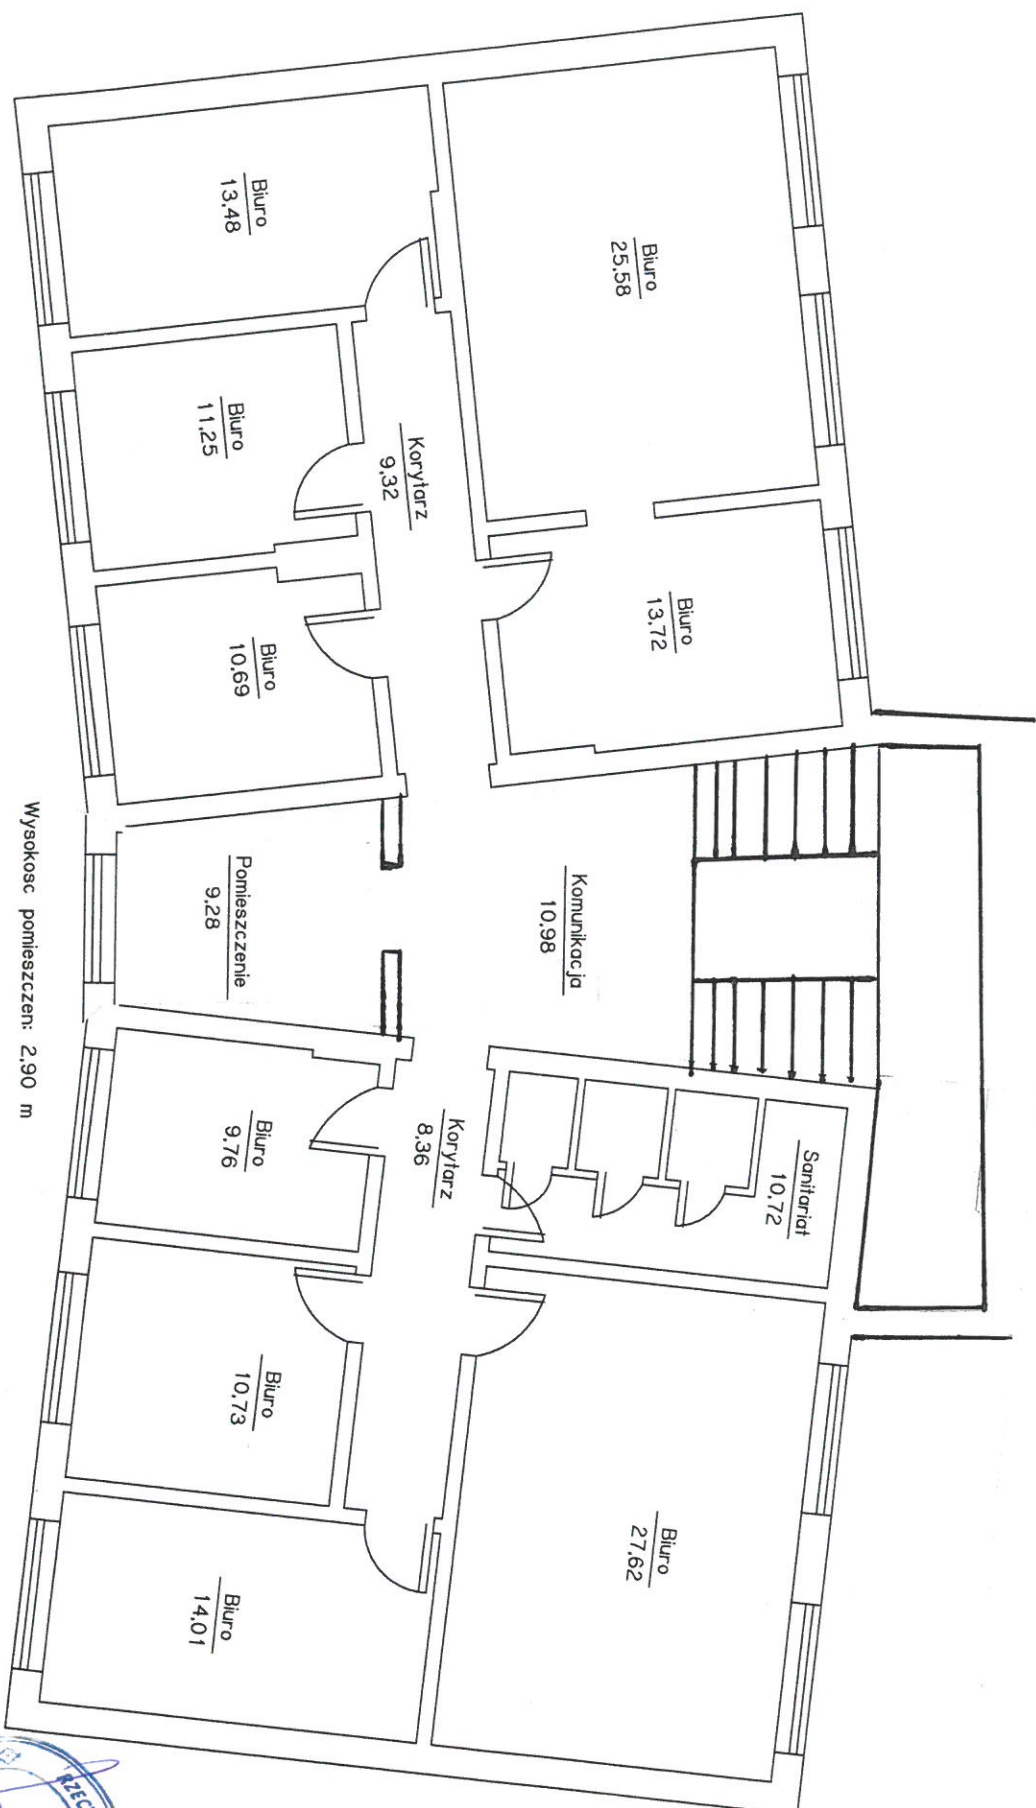 Biuro
25,58
Biuro
13,72
Biuro
13,48
Biuro
11,25
Korytarz
9,32
Biuro
10,69
Komunikacja
10,98
Pomieszczenie
9,28
Sanitariat
10,72
Korytarz
8,36
Biuro
9,76
Biuro
10,73
Biuro
27,62
Biuro
14,01
Wysokosc pomieszczen: 2,90 m